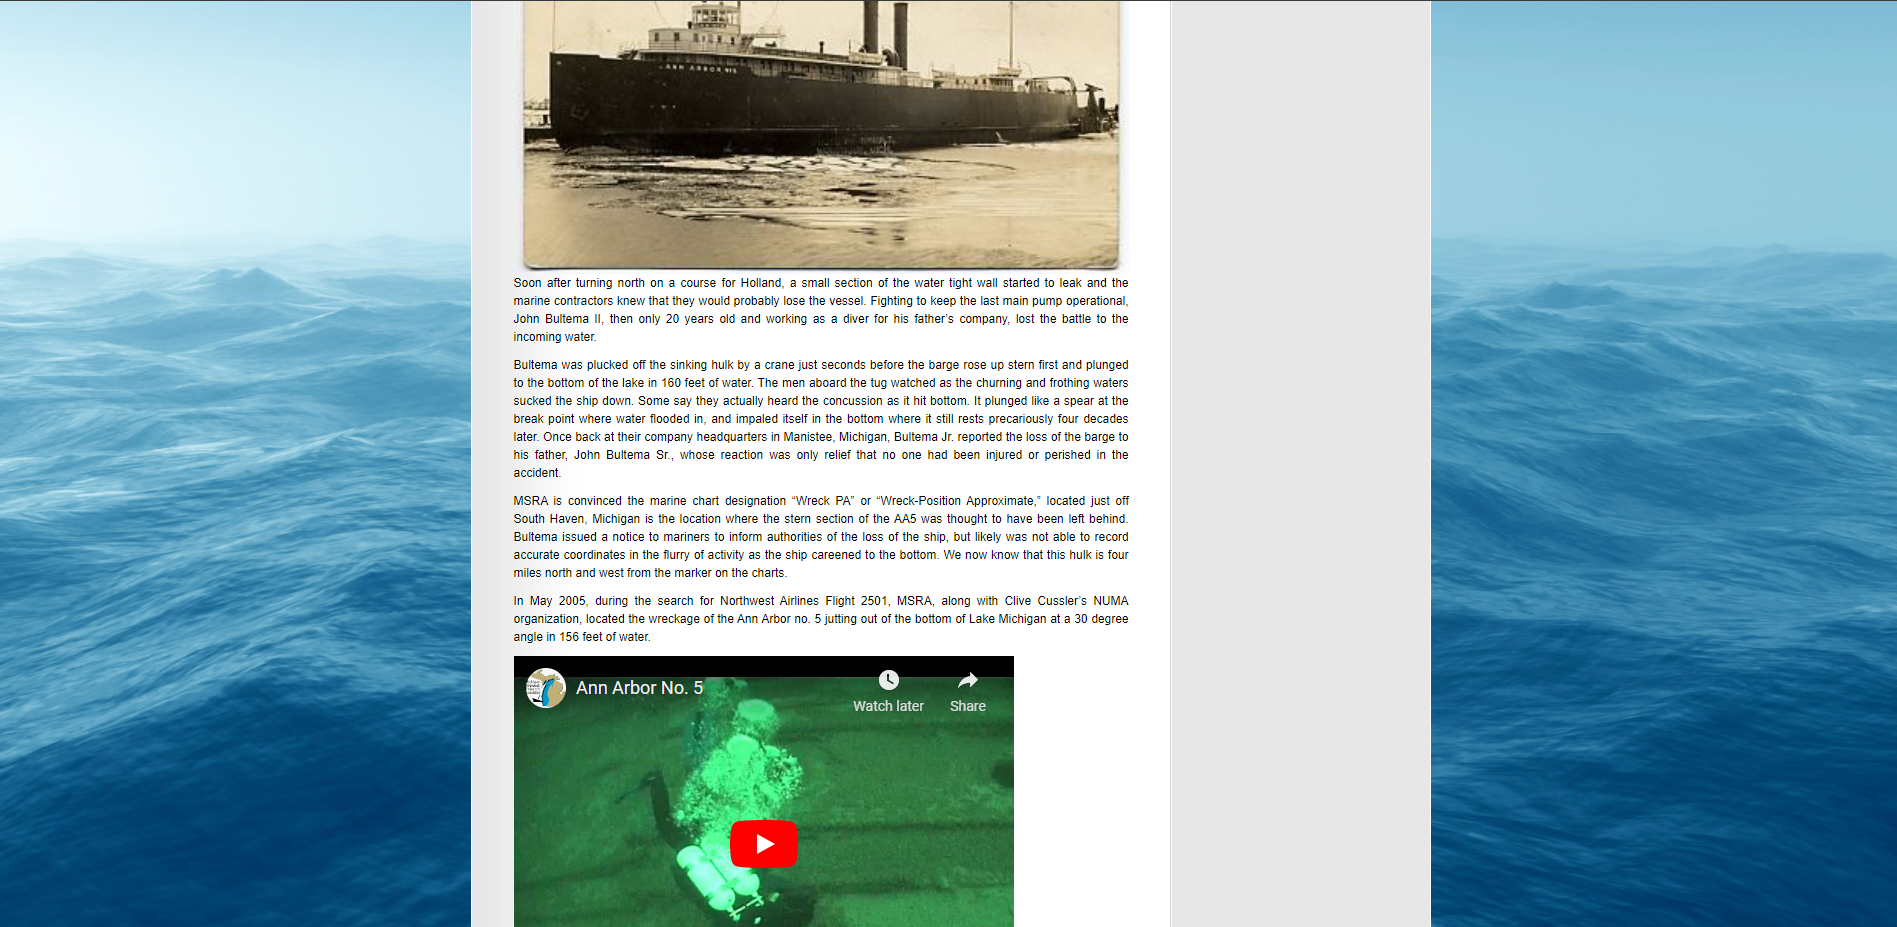 ANN ARBOR No5
Soon after turning north on a course for Holland, a small section of the water tight wall started to leak and the
marine contractors knew that they would probably lose the vessel. Fighting to keep the last main pump operational,
John Bultema II, then only 20 years old and working as a diver for his father’s company, lost the battle to the
incoming water.
Bultema was plucked off the sinking hulk by a crane just seconds before the barge rose up stern first and plunged
to the bottom of the lake in 160 feet of water. The men aboard the tug watched as the churning and frothing waters
sucked the ship down. Some say they actually heard the concussion as it hit bottom. It plunged like a spear at the
break point where water flooded in, and impaled itself in the bottom where it still rests precariously four decades
later. Once back at their company headquarters in Manistee, Michigan, Bultema Jr. reported the loss of the barge to
his father, John Bultema Sr., whose reaction was only relief that no one had been injured or perished in the
accident.
MSRA is convinced the marine chart designation “Wreck PA” or “Wreck-Position Approximate,” located just off
South Haven, Michigan is the location where the stern section of the AA5 was thought to have been left behind.
Bultema issued a notice to mariners to inform authorities of the loss of the ship, but likely was not able to record
accurate coordinates in the flurry of activity as the ship careened to the bottom. We now know that this hulk is four
miles north and west from the marker on the charts.
In May 2005, during the search for Northwest Airlines Flight 2501, MSRA, along with Clive Cussler’s NUMA
organization, located the wreckage of the Ann Arbor no. 5 jutting out of the bottom of Lake Michigan at a 30 degree
angle in 156 feet of water.
Ann Arbor No. 5
Watch later
Share